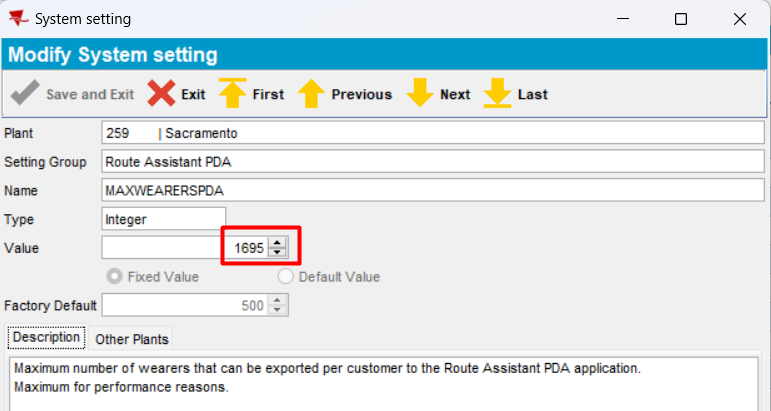 System setting
Modify System setting
Save and Exit Exit First Previous Next Last
Plant 259 | Sacramento
Setting Group Route Assistant PDA
Name MAXWEARERSPDA
Type Integer
Value 1695
Fixed Value Default Value
Factory Default 500
Description Other Plants
Maximum number of wearers that can be exported per customer to the Route Assistant PDA application.
Maximum for performance reasons.